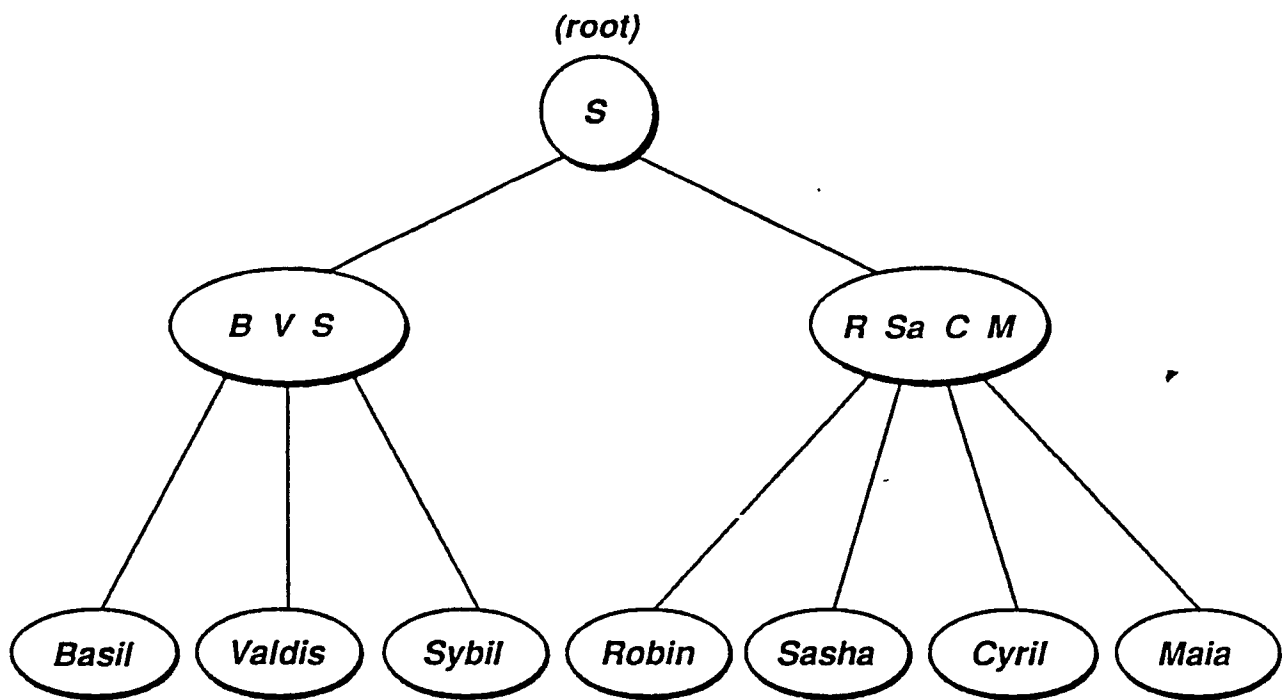 (root)
S
B V S
R Sa C M
Basil Valdis Sybil Robin Sasha Cyril Maia